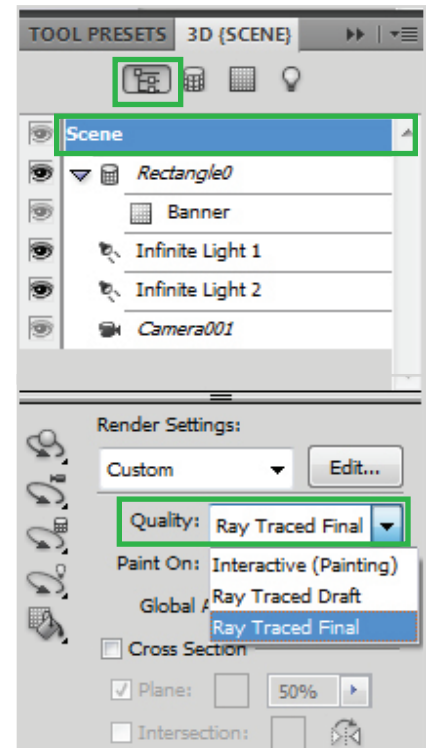 TOOL PRESETS 3D {SCENE}
Scene
Rectangle0
Banner
Infinite Light 1
Infinite Light 2
Camera001
Render Settings:
Custom Edit...
Quality: Ray Traced Final
Paint On: Interactive (Painting)
Global Ray Traced Draft
Ray Traced Final
Cross Section
Plane: 50%
Intersection: